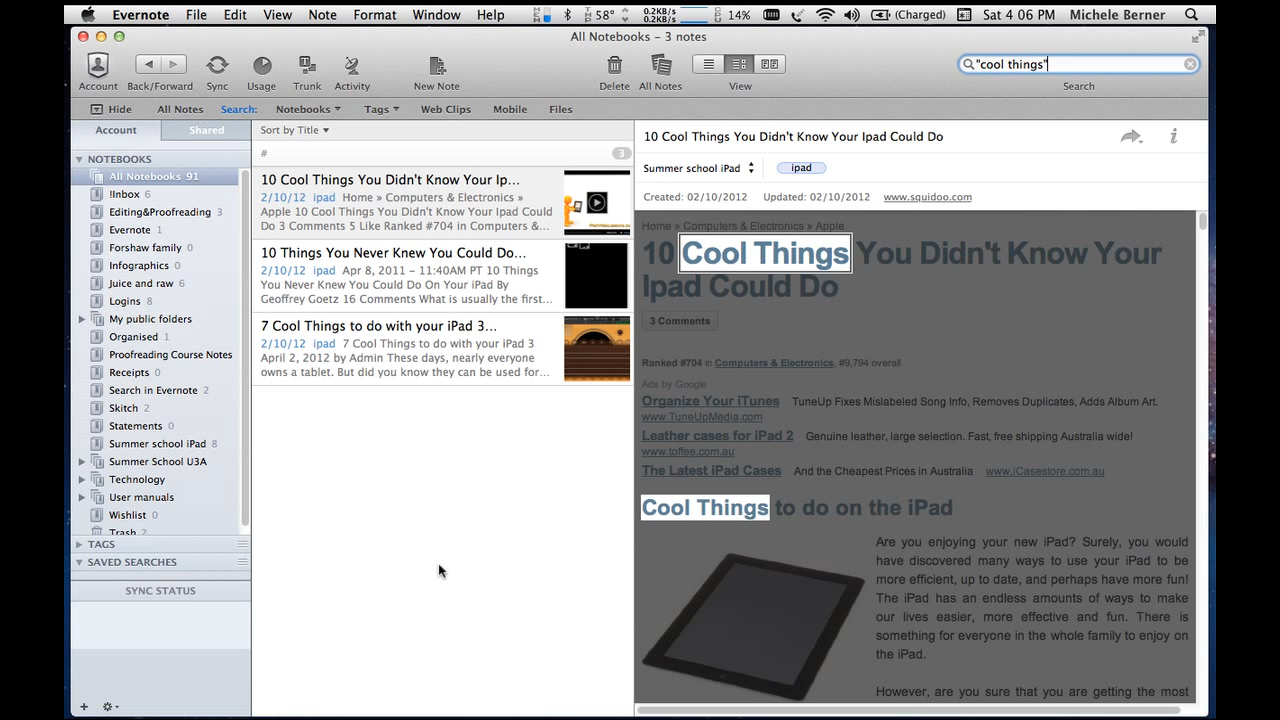 Evernote File Edit View Note Format Window Help 58° 0.2KB/s 0.2KB/s 14% (Charged) Sat 4 06 PM Michele Berner
All Notebooks – 3 notes
"cool things"
Account Back/Forward Sync Usage Trunk Activity New Note Delete All Notes View Search
Hide All Notes Search: Notebooks Tags Web Clips Mobile Files
Account Shared
NOTEBOOKS
All Notebooks 91
!Inbox 6
Editing&Proofreading 3
Evernote 1
Forshaw family 0
Infographics 0
Juice and raw 6
Logins 8
My public folders
Organised 1
Proofreading Course Notes
Receipts 0
Search in Evernote 2
Skitch 2
Statements 0
Summer school iPad 8
Summer School U3A
Technology
User manuals
Wishlist 0
Trash 2
TAGS
SAVED SEARCHES
SYNC STATUS
Sort by Title
# 3
10 Cool Things You Didn't Know Your Ip...
2/10/12 ipad Home » Computers & Electronics »
Apple 10 Cool Things You Didn't Know Your Ipad Could
Do 3 Comments 5 Like Ranked #704 in Computers &...
10 Things You Never Knew You Could Do...
2/10/12 ipad Apr 8, 2011 – 11:40AM PT 10 Things
You Never Knew You Could Do On Your iPad By
Geoffrey Goetz 16 Comments What is usually the first...
7 Cool Things to do with your iPad 3...
2/10/12 ipad 7 Cool Things to do with your iPad 3
April 2, 2012 by Admin These days, nearly everyone
owns a tablet. But did you know they can be used for...
10 Cool Things You Didn't Know Your Ipad Could Do
Summer school iPad ipad
Created: 02/10/2012 Updated: 02/10/2012 www.squidoo.com
Home » Computers & Electronics » Apple
10 Cool Things You Didn't Know Your
Ipad Could Do
3 Comments
Ranked #704 in Computers & Electronics, #9,794 overall
Ads by Google
Organize Your iTunes TuneUp Fixes Mislabeled Song Info, Removes Duplicates, Adds Album Art.
www.TuneUpMedia.com
Leather cases for iPad 2 Genuine leather, large selection. Fast, free shipping Australia wide!
www.toffee.com.au
The Latest iPad Cases And the Cheapest Prices in Australia www.iCasestore.com.au
Cool Things to do on the iPad
Are you enjoying your new iPad? Surely, you would
have discovered many ways to use your iPad to be
more efficient, up to date, and perhaps have more fun!
The iPad has an endless amounts of ways to make
our lives easier, more effective and fun. There is
something for everyone in the whole family to enjoy on
the iPad.
However, are you sure that you are getting the most